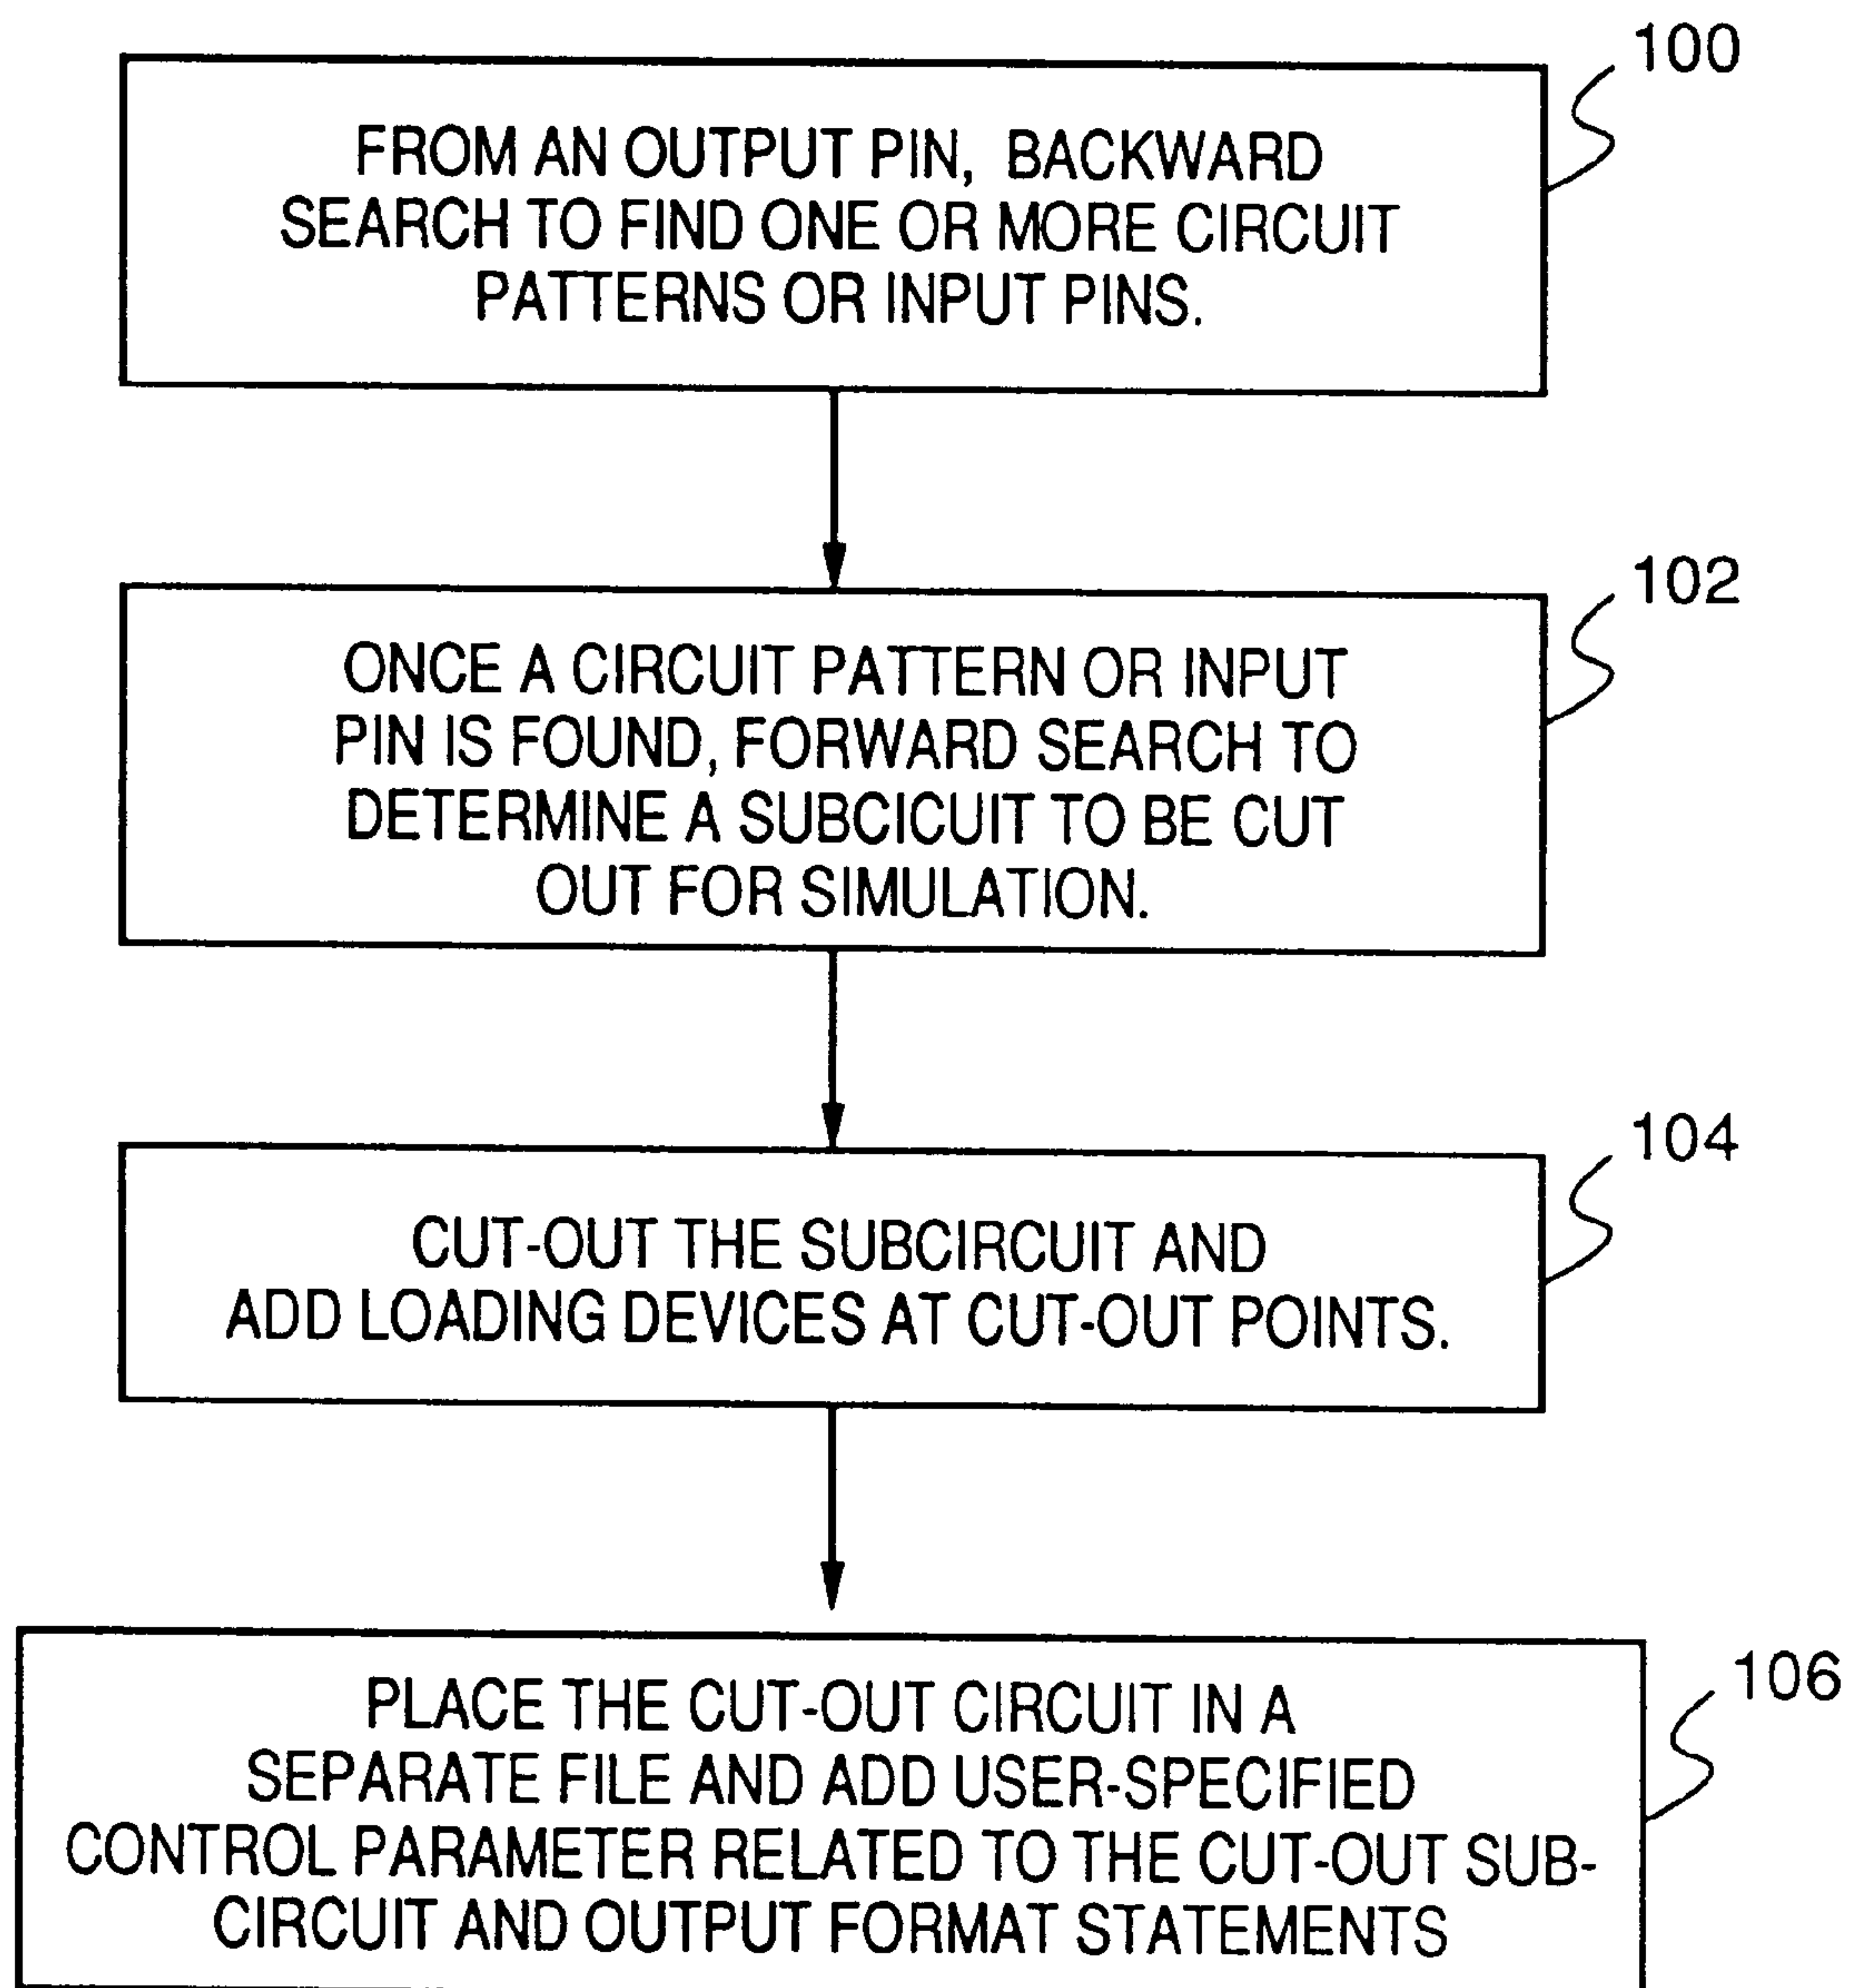 100
FROM AN OUTPUT PIN, BACKWARD
SEARCH TO FIND ONE OR MORE CIRCUIT
PATTERNS OR INPUT PINS.
102
ONCE A CIRCUIT PATTERN OR INPUT
PIN IS FOUND, FORWARD SEARCH TO
DETERMINE A SUBCICUIT TO BE CUT
OUT FOR SIMULATION.
104
CUT-OUT THE SUBCIRCUIT AND
ADD LOADING DEVICES AT CUT-OUT POINTS.
106
PLACE THE CUT-OUT CIRCUIT IN A
SEPARATE FILE AND ADD USER-SPECIFIED
CONTROL PARAMETER RELATED TO THE CUT-OUT SUB-
CIRCUIT AND OUTPUT FORMAT STATEMENTS